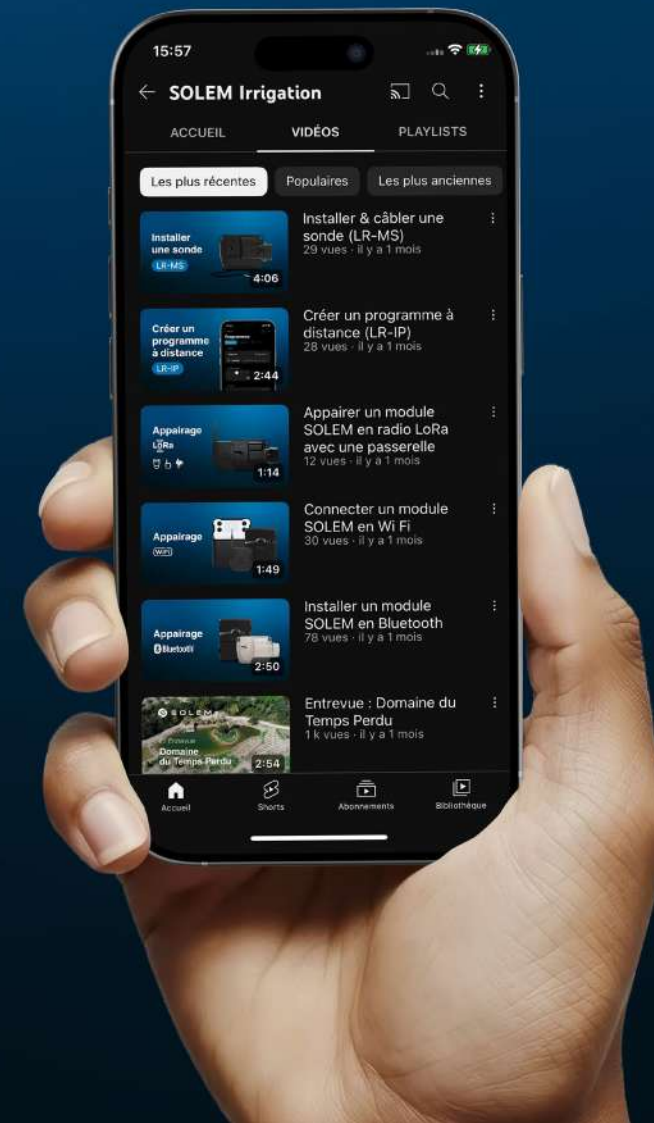 15:57
SOLEM Irrigation
ACCUEIL
VIDÉOS
PLAYLISTS
Les plus récentes
Populaires
Les plus anciennes
Installer
une sonde
LR-MS
4:06
Installer & câbler une
sonde (LR-MS)
29 vues · il y a 1 mois
Créer un
programme
à distance
LR-IP
2:44
Créer un programme à
distance (LR-IP)
28 vues · il y a 1 mois
Appairage
LoRa
1:14
Appairer un module
SOLEM en radio LoRa
avec une passerelle
12 vues · il y a 1 mois
Appairage
WiFi
1:49
Connecter un module
SOLEM en Wi Fi
30 vues · il y a 1 mois
Appairage
Bluetooth
2:50
Installer un module
SOLEM en Bluetooth
78 vues · il y a 1 mois
SOLEM
Entrevue
Domaine
du Temps Perdu
2:54
Entrevue : Domaine du
Temps Perdu
1 k vues · il y a 1 mois
Accueil
Shorts
Abonnements
Bibliothèque